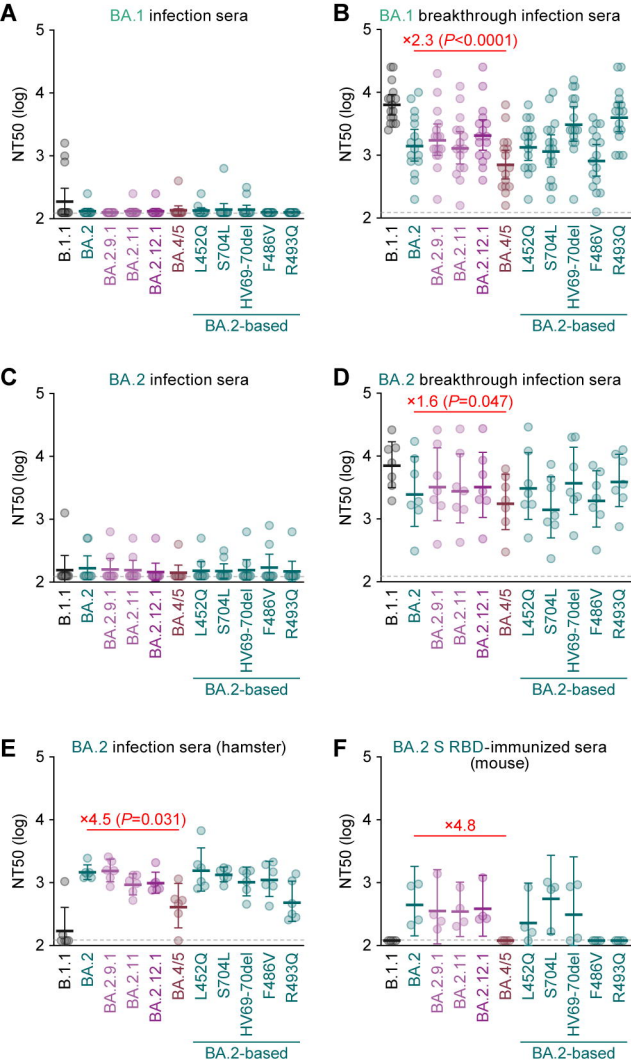 A
BA.1 infection sera
5
4
3
2
NT50 (log)
B.1.1
BA.2
BA.2.9.1
BA.2.11
BA.2.12.1
BA.4/5
L452Q
S704L
HV69-70del
F486V
R493Q
BA.2-based
B
BA.1 breakthrough infection sera
×2.3 (P<0.0001)
5
4
3
2
NT50 (log)
B.1.1
BA.2
BA.2.9.1
BA.2.11
BA.2.12.1
BA.4/5
L452Q
S704L
HV69-70del
F486V
R493Q
BA.2-based
C
BA.2 infection sera
5
4
3
2
NT50 (log)
B.1.1
BA.2
BA.2.9.1
BA.2.11
BA.2.12.1
BA.4/5
L452Q
S704L
HV69-70del
F486V
R493Q
BA.2-based
D
BA.2 breakthrough infection sera
×1.6 (P=0.047)
5
4
3
2
NT50 (log)
B.1.1
BA.2
BA.2.9.1
BA.2.11
BA.2.12.1
BA.4/5
L452Q
S704L
HV69-70del
F486V
R493Q
BA.2-based
E
BA.2 infection sera (hamster)
×4.5 (P=0.031)
5
4
3
2
NT50 (log)
B.1.1
BA.2
BA.2.9.1
BA.2.11
BA.2.12.1
BA.4/5
L452Q
S704L
HV69-70del
F486V
R493Q
BA.2-based
F
BA.2 S RBD-immunized sera
(mouse)
×4.8
5
4
3
2
NT50 (log)
B.1.1
BA.2
BA.2.9.1
BA.2.11
BA.2.12.1
BA.4/5
L452Q
S704L
HV69-70del
F486V
R493Q
BA.2-based